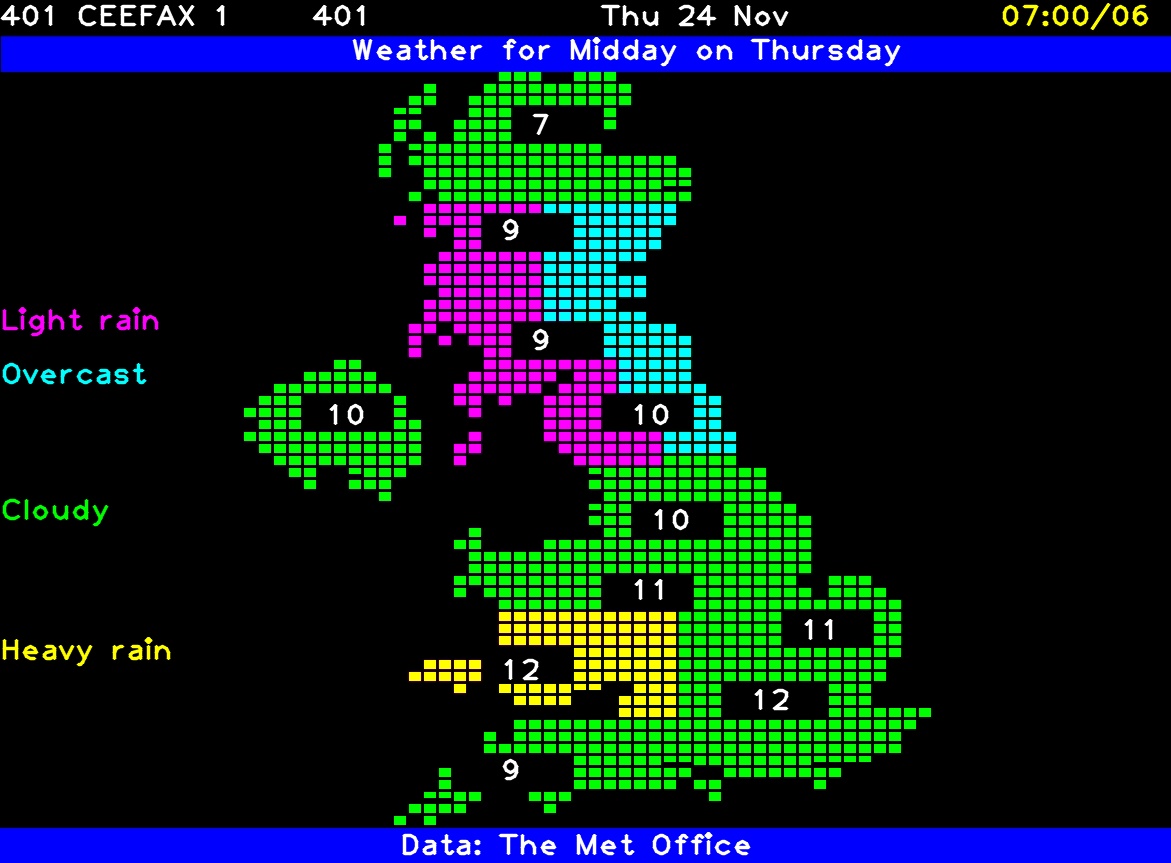 401 CEEFAX 1 401 Thu 24 Nov 07:00/06
Weather for Midday on Thursday
7
9
Light rain
9
Overcast
10 10
Cloudy
10
11
11
Heavy rain
12
12
9
Data: The Met Office